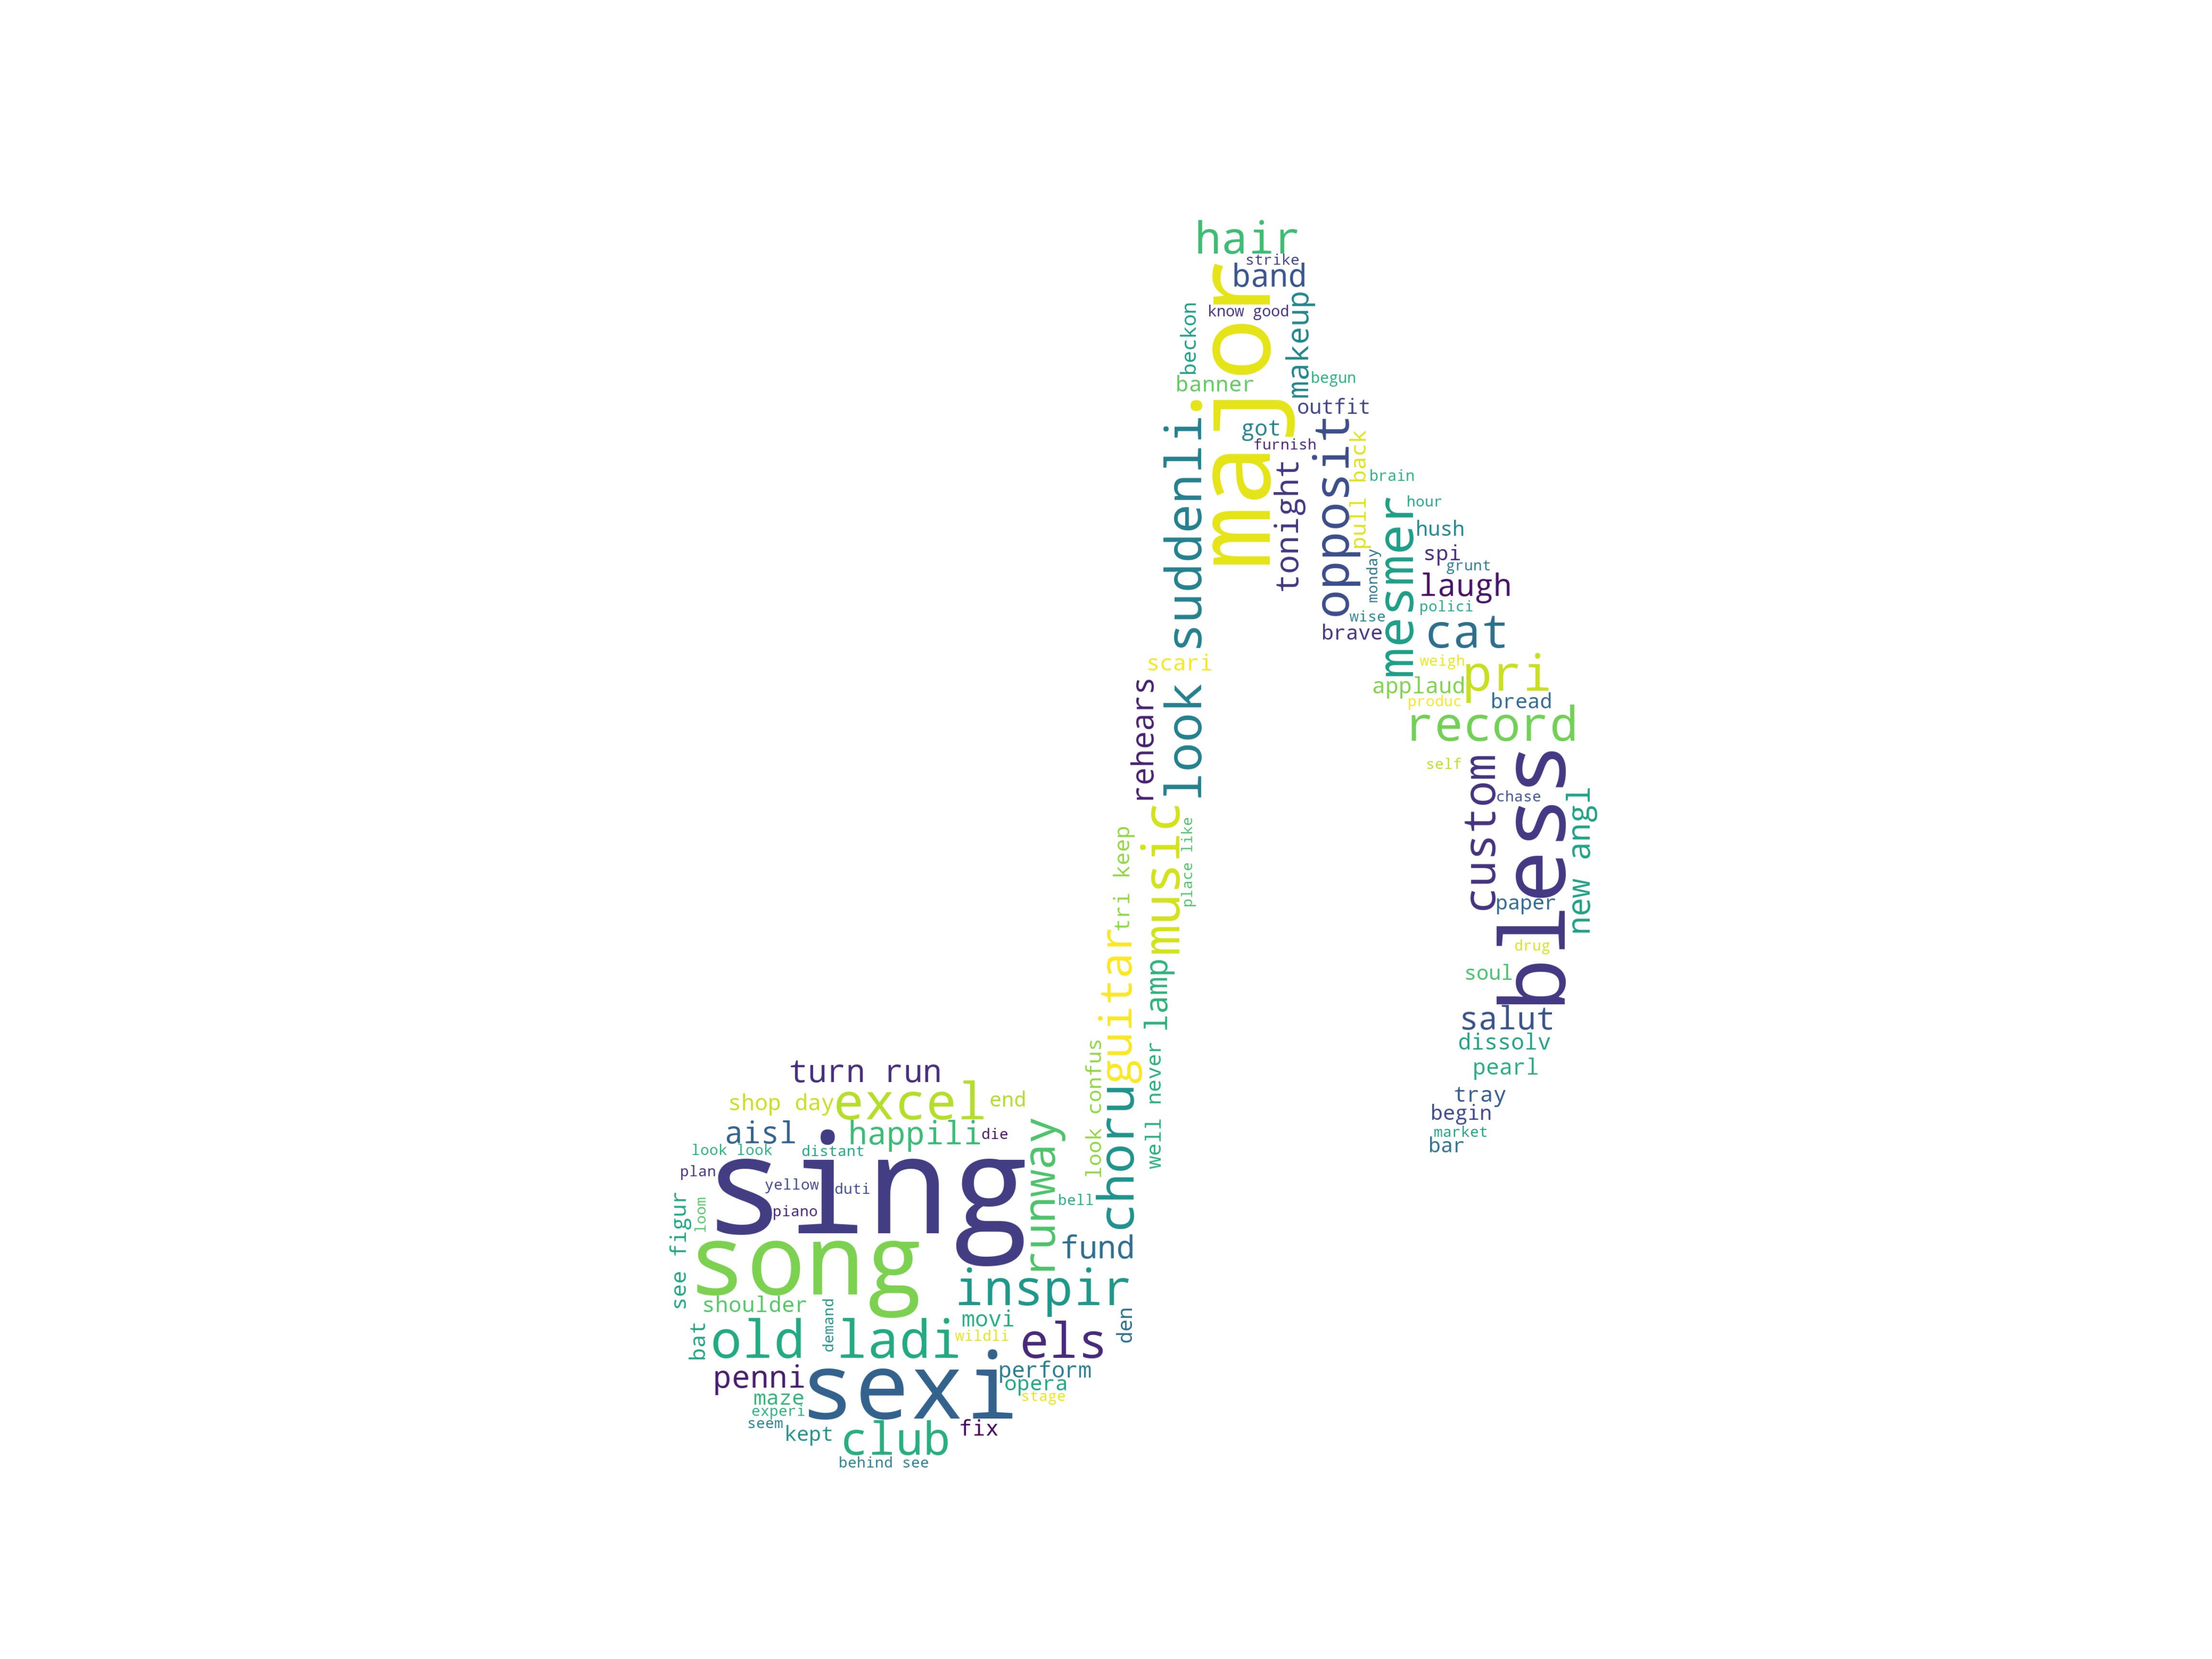 hair
strike
band
know good
major
beckon
makeup
banner
begun
outfit
look suddenli
got
furnish
opposit
pull back
tonight
brain
hour
mesmer
hush
spi
grunt
monday
laugh
polici
wise
brave
cat
scari
weigh
pri
applaud
produc
bread
rehears
record
self
custom
bless
chase
new angl
music
place like
tri keep
paper
guitar
drug
lamp
soul
salut
dissolv
look confus
well never
pearl
turn run
excel
shop day
end
choru
tray
begin
market
bar
aisl
happili
die
runway
look look
distant
sing
plan
yellow
duti
piano
bell
see figur
loom
song
fund
inspir
shoulder
demand
movi
bat
old ladi
wildli
els
den
sexi
perform
penni
opera
maze
stage
experi
seem
kept
club
fix
behind see